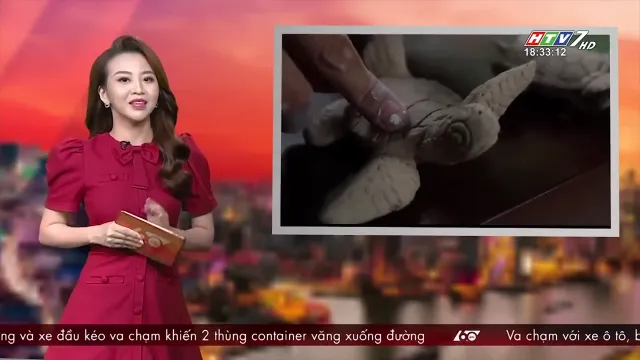 HTV7 HD
18:33:12
ng và xe đầu kéo va chạm khiến 2 thùng container văng xuống đường 60 Va chạm với xe ô tô, b